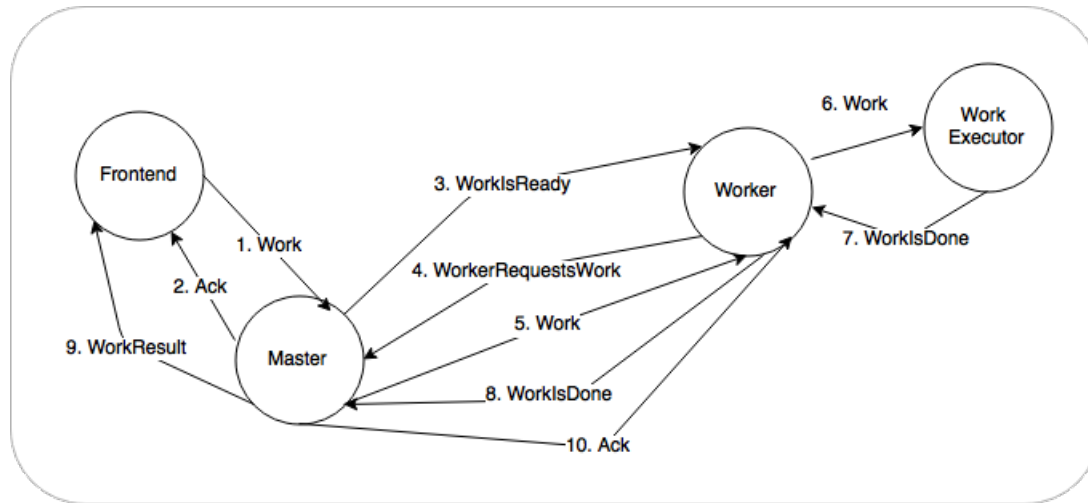 Work
Executor
6. Work
Frontend
3. WorkIsReady
Worker
1. Work
7. WorkIsDone
4. WorkerRequestsWork
2. Ack
5. Work
9. WorkResult
Master
8. WorkIsDone
10. Ack